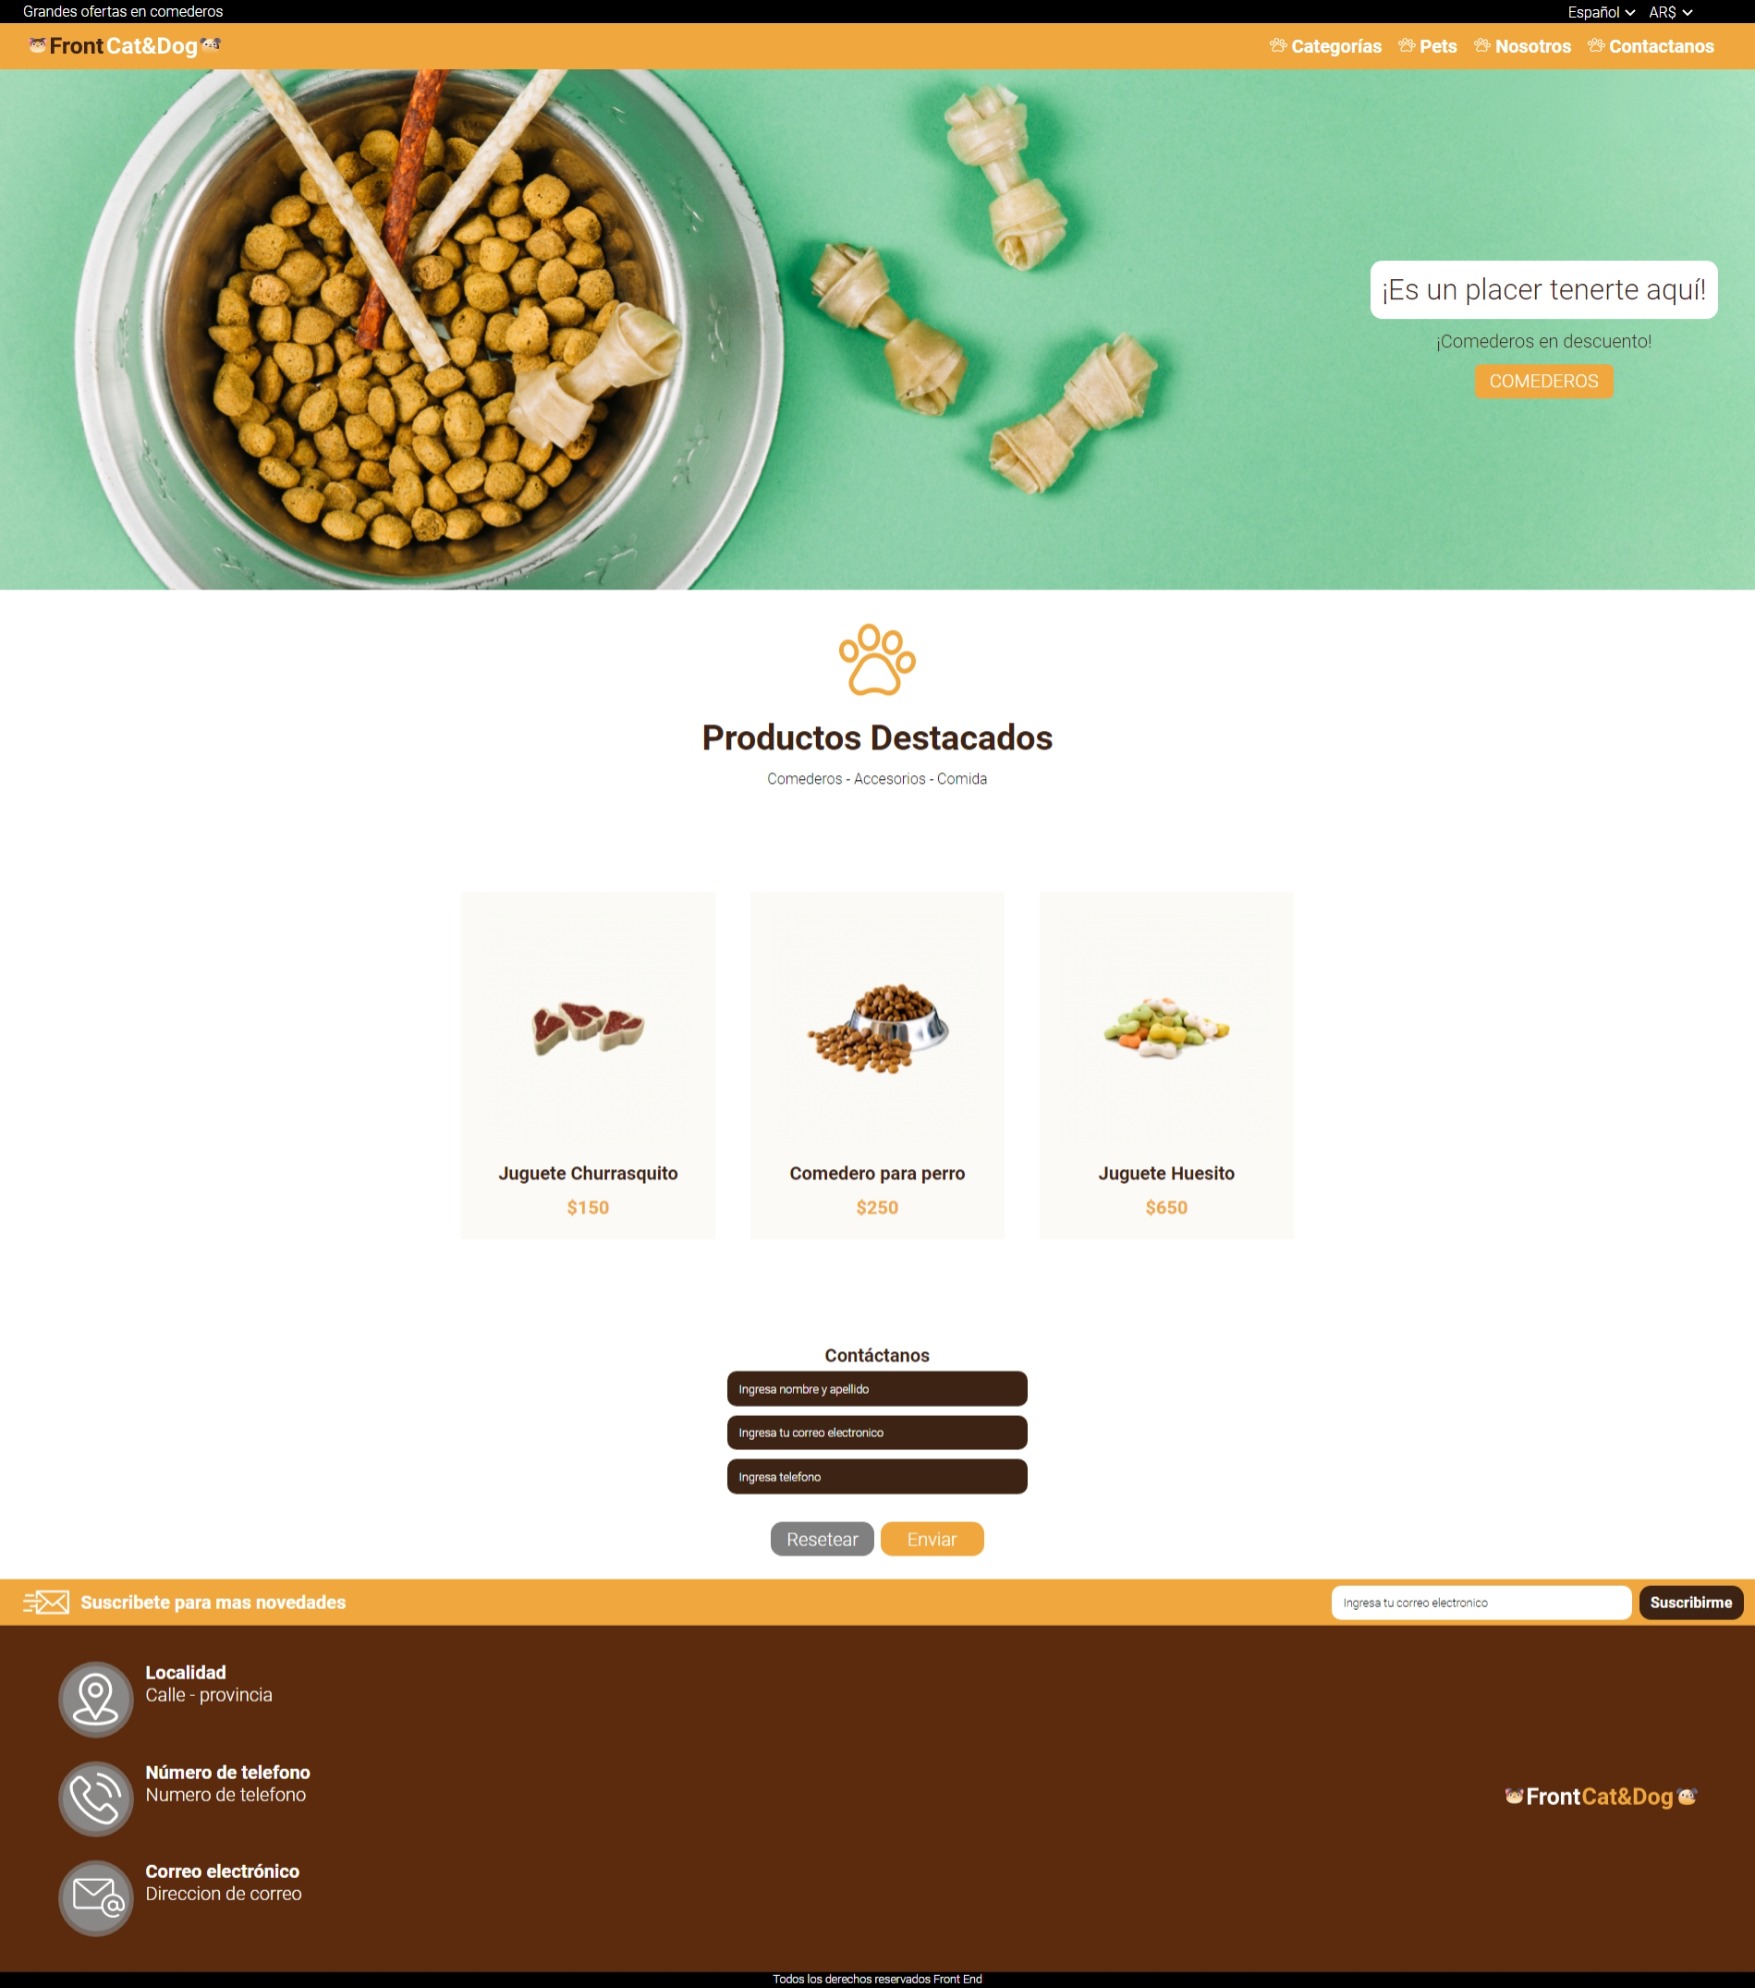 Grandes ofertas en comederos
Español AR$
FrontCat&Dog
Categorías Pets Nosotros Contactanos
¡Es un placer tenerte aquí!
¡Comederos en descuento!
COMEDEROS
Productos Destacados
Comederos - Accesorios - Comida
Juguete Churrasquito
$150
Comedero para perro
$250
Juguete Huesito
$650
Contáctanos
Ingresa nombre y apellido
Ingresa tu correo electronico
Ingresa telefono
Resetear Enviar
Suscribete para mas novedades
Ingresa tu correo electronico
Suscribirme
Localidad
Calle - provincia
Número de telefono
Numero de telefono
Correo electrónico
Direccion de correo
FrontCat&Dog
Todos los derechos reservados Front End